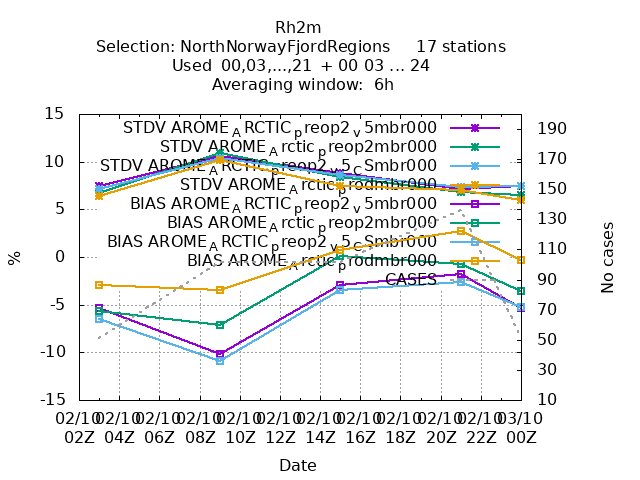 Rh2m
Selection: NorthNorwayFjordRegions 17 stations
Used 00,03,...,21 + 00 03 ... 24
Averaging window: 6h
15
10
5
0
-5
-10
-15
%
STDV AROME_ARCTIC_preop2_v5mbr000
STDV AROME_Arctic_preop2mbr000
STDV AROME_ARCTIC_preop2_v5_CSmbr000
STDV AROME_Arctic_prodmbr000
BIAS AROME_ARCTIC_preop2_v5mbr000
BIAS AROME_Arctic_preop2mbr000
BIAS AROME_ARCTIC_preop2_v5_CSmbr000
BIAS AROME_Arctic_prodmbr000
CASES
190
170
150
130
110
90
70
50
30
10
No cases
02/10 02/10 02/10 02/10 02/10 02/10 02/10 02/10 02/10 02/10 02/10 03/10
02Z 04Z 06Z 08Z 10Z 12Z 14Z 16Z 18Z 20Z 22Z 00Z
Date